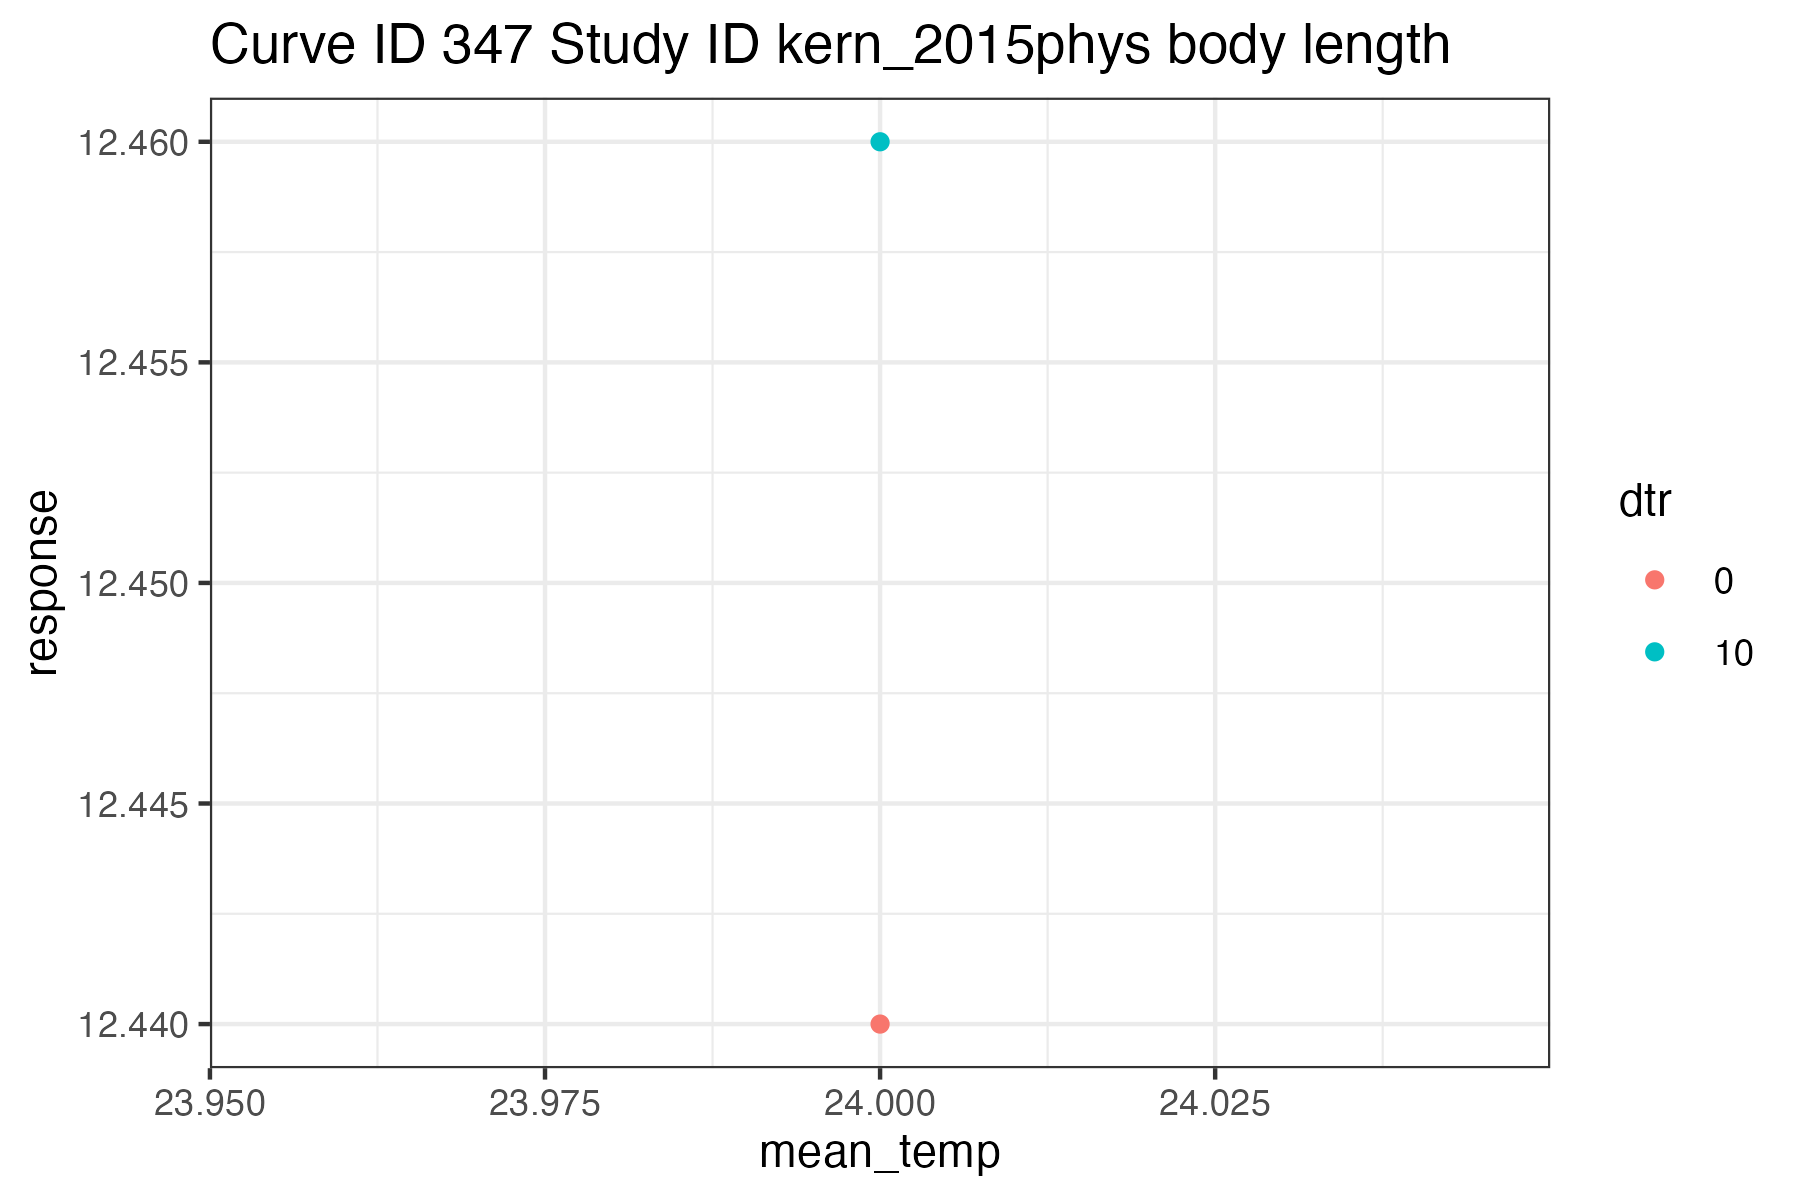 Curve ID 347 Study ID kern_2015phys body length
12.460
12.455
12.450
12.445
12.440
response
23.950 23.975 24.000 24.025
mean_temp
dtr
0
10